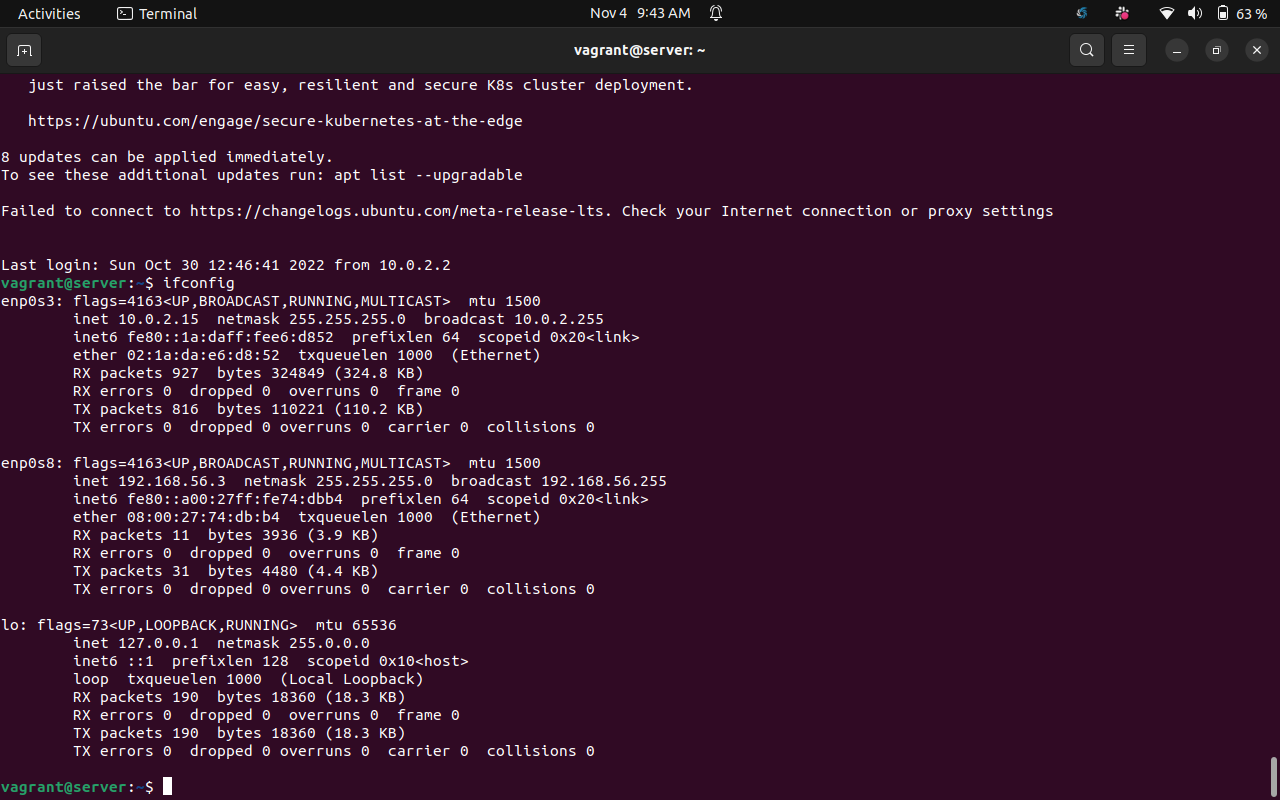 Activities Terminal Nov 4 9:43 AM 63 %
vagrant@server: ~
just raised the bar for easy, resilient and secure K8s cluster deployment.
https://ubuntu.com/engage/secure-kubernetes-at-the-edge
8 updates can be applied immediately.
To see these additional updates run: apt list --upgradable
Failed to connect to https://changelogs.ubuntu.com/meta-release-lts. Check your Internet connection or proxy settings
Last login: Sun Oct 30 12:46:41 2022 from 10.0.2.2
vagrant@server:~$ ifconfig
enp0s3: flags=4163<UP,BROADCAST,RUNNING,MULTICAST>  mtu 1500
        inet 10.0.2.15  netmask 255.255.255.0  broadcast 10.0.2.255
        inet6 fe80::1a:daff:fee6:d852  prefixlen 64  scopeid 0x20<link>
        ether 02:1a:da:e6:d8:52  txqueuelen 1000  (Ethernet)
        RX packets 927  bytes 324849 (324.8 KB)
        RX errors 0  dropped 0  overruns 0  frame 0
        TX packets 816  bytes 110221 (110.2 KB)
        TX errors 0  dropped 0 overruns 0  carrier 0  collisions 0
enp0s8: flags=4163<UP,BROADCAST,RUNNING,MULTICAST>  mtu 1500
        inet 192.168.56.3  netmask 255.255.255.0  broadcast 192.168.56.255
        inet6 fe80::a00:27ff:fe74:dbb4  prefixlen 64  scopeid 0x20<link>
        ether 08:00:27:74:db:b4  txqueuelen 1000  (Ethernet)
        RX packets 11  bytes 3936 (3.9 KB)
        RX errors 0  dropped 0  overruns 0  frame 0
        TX packets 31  bytes 4480 (4.4 KB)
        TX errors 0  dropped 0 overruns 0  carrier 0  collisions 0
lo: flags=73<UP,LOOPBACK,RUNNING>  mtu 65536
        inet 127.0.0.1  netmask 255.0.0.0
        inet6 ::1  prefixlen 128  scopeid 0x10<host>
        loop  txqueuelen 1000  (Local Loopback)
        RX packets 190  bytes 18360 (18.3 KB)
        RX errors 0  dropped 0  overruns 0  frame 0
        TX packets 190  bytes 18360 (18.3 KB)
        TX errors 0  dropped 0 overruns 0  carrier 0  collisions 0
vagrant@server:~$